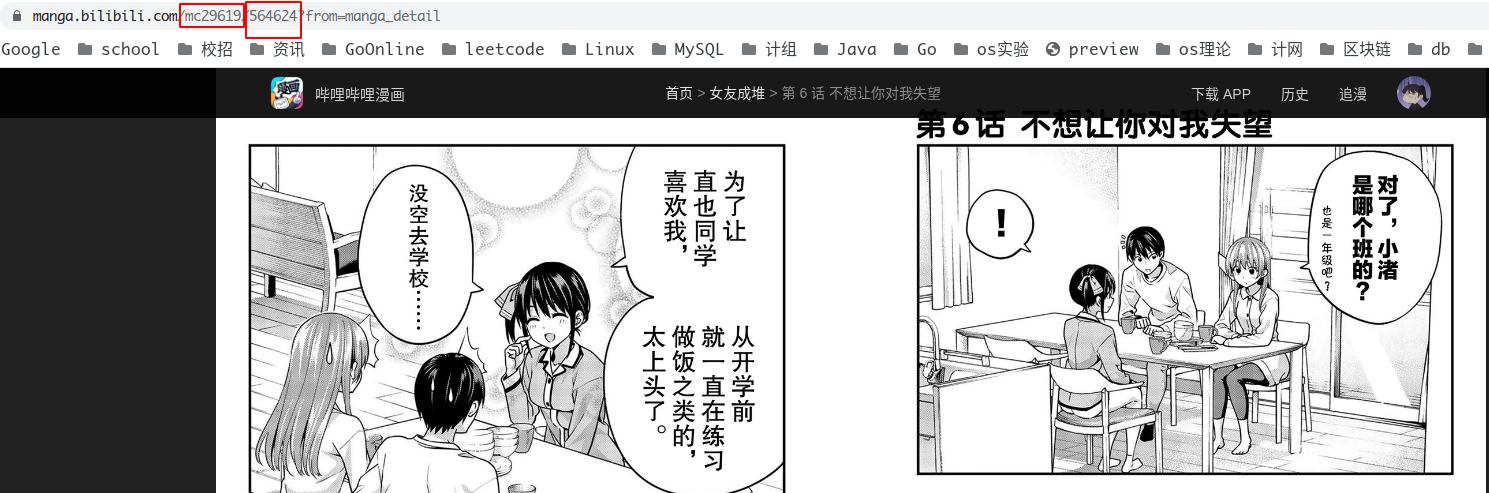 manga.bilibili.com/mc29619/564624?from=manga_detail
Google school 校招 资讯 GoOnline leetcode Linux MySQL 计组 Java Go os实验 preview os理论 计网 区块链 db
漫画
哔哩哔哩漫画 首页 > 女友成堆 > 第 6 话 不想让你对我失望 下载 APP 历史 追漫
第6话 不想让你对我失望
对了，小渚
是哪个班的？
也是一年级吧？
！
为了让
直也同学
喜欢我，
从开学前
就一直在练习
做饭之类的，
太上头了。
没空去学校……